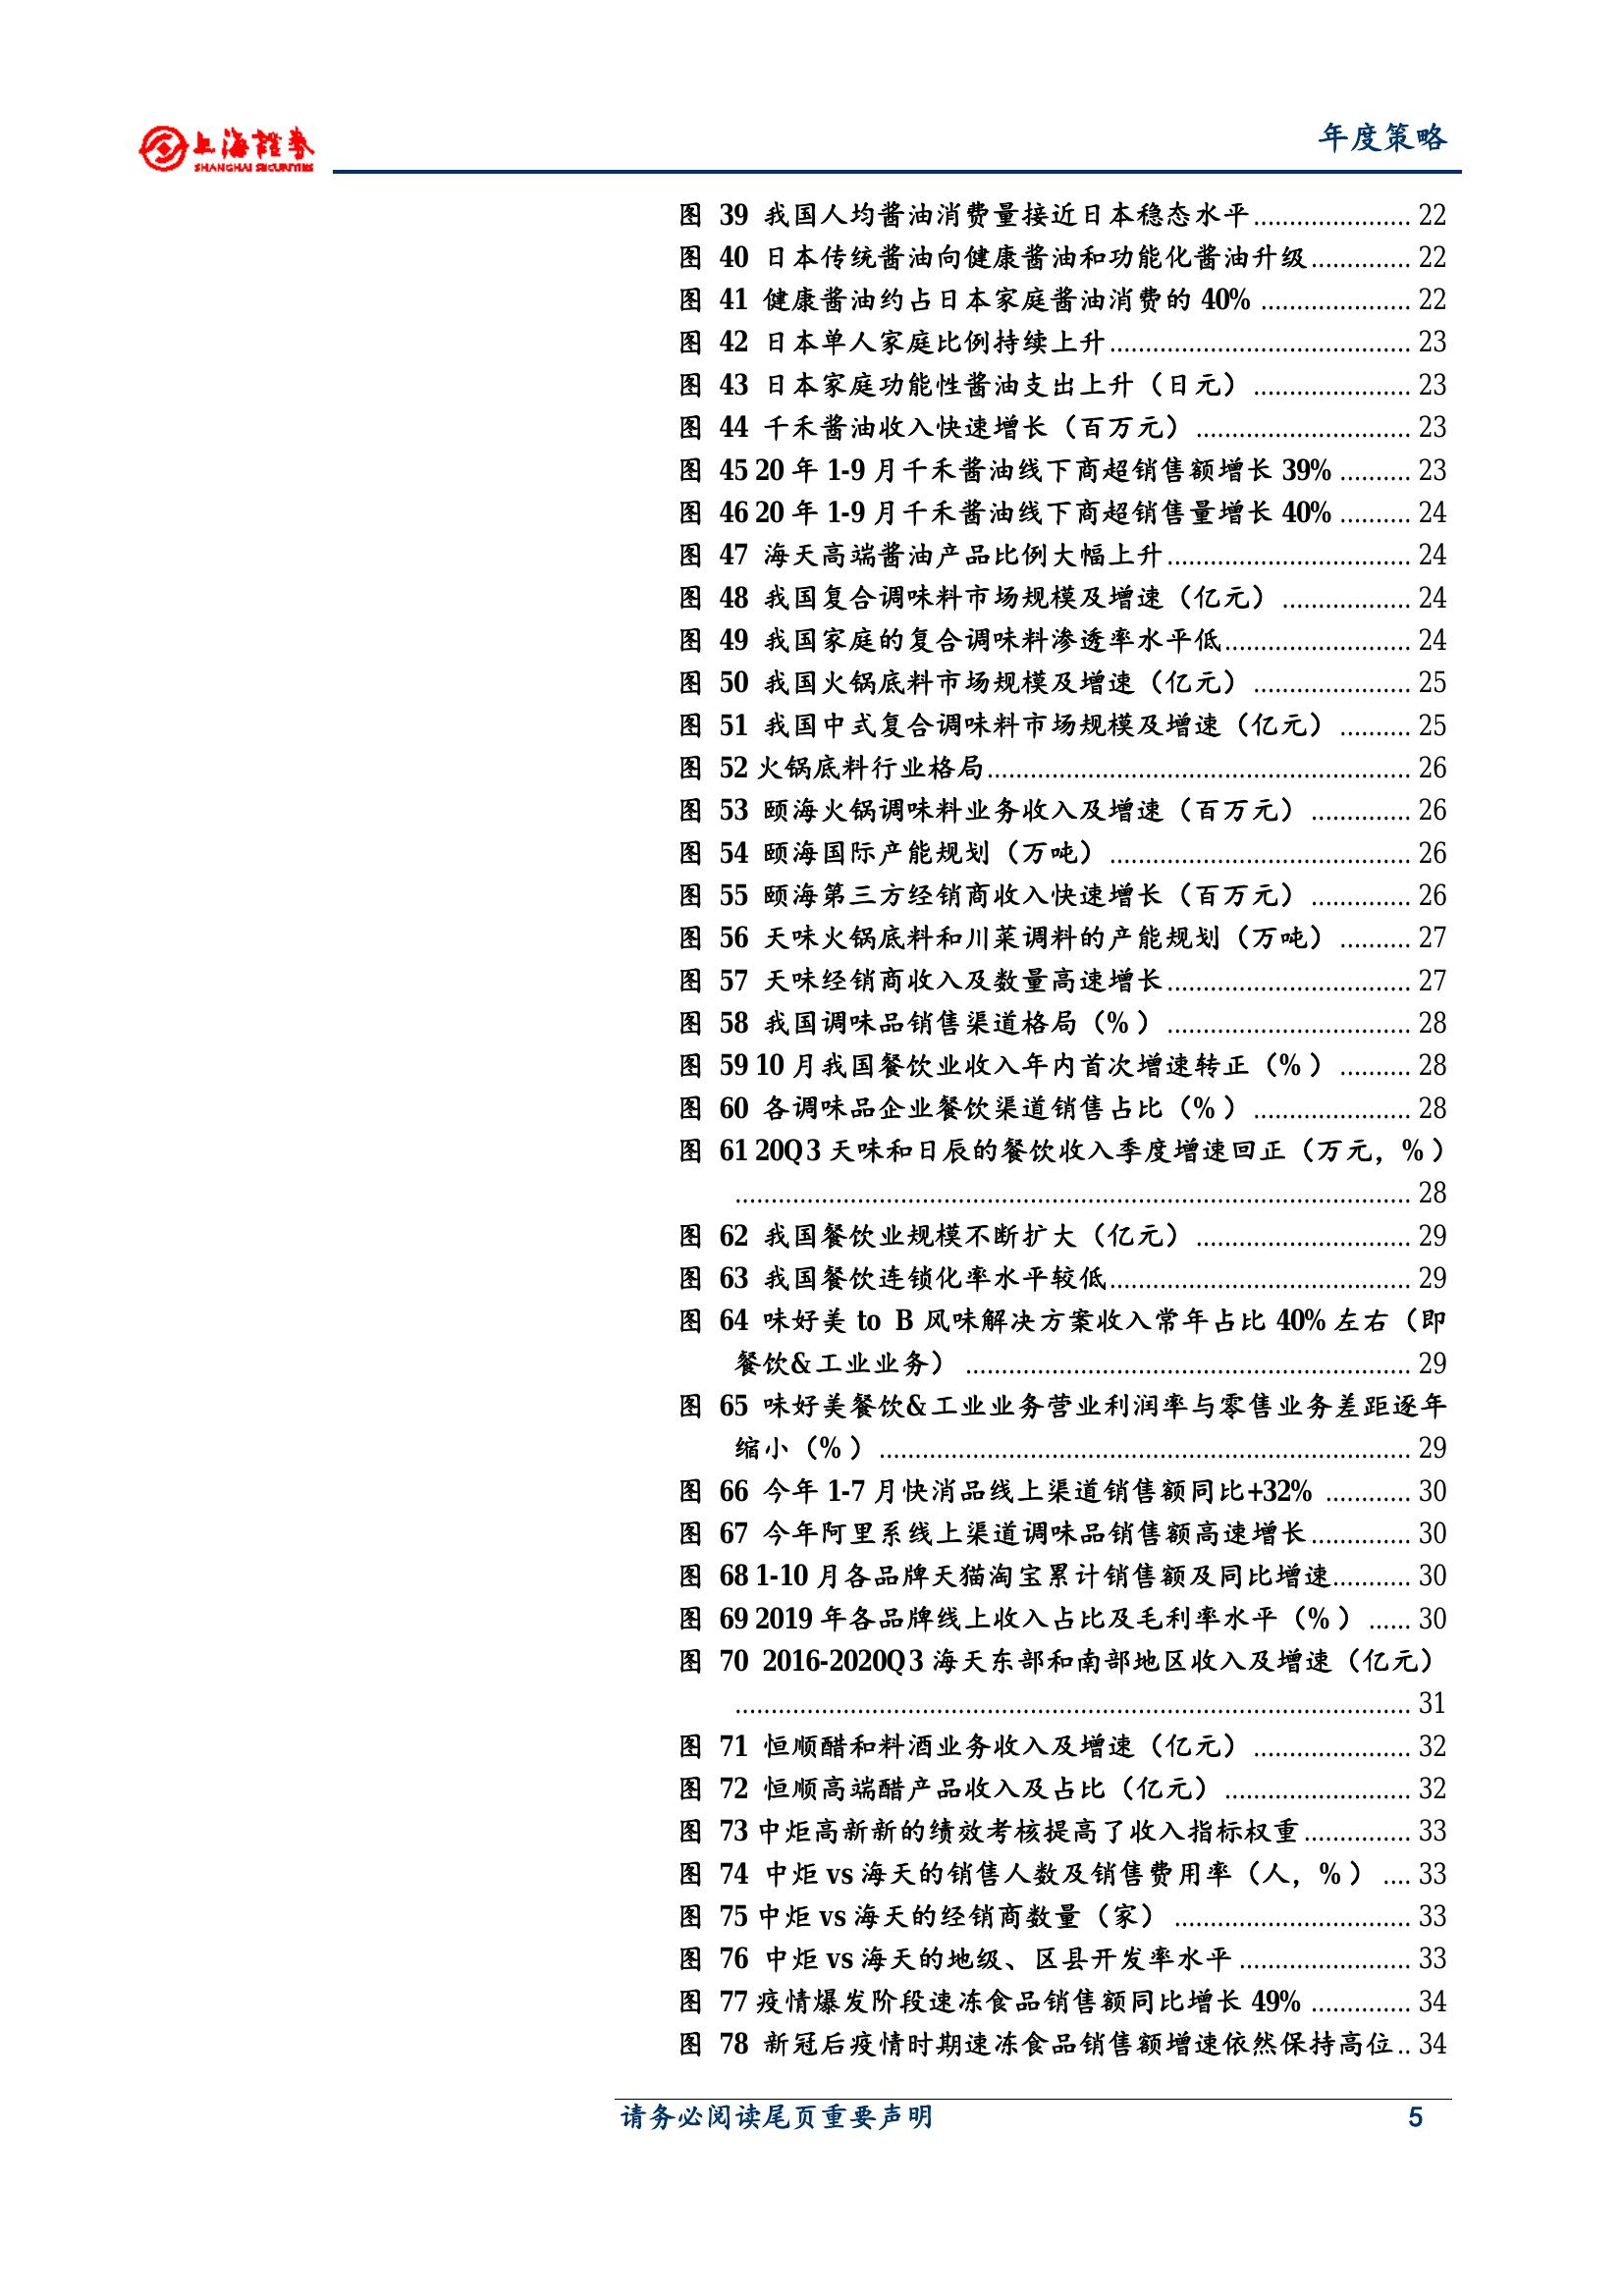 上海證券
SHANGHAI SECURITIES
年度策略
图 39 我国人均酱油消费量接近日本稳态水平...................... 22
图 40 日本传统酱油向健康酱油和功能化酱油升级.............. 22
图 41 健康酱油约占日本家庭酱油消费的 40% ..................... 22
图 42 日本单人家庭比例持续上升.......................................... 23
图 43 日本家庭功能性酱油支出上升（日元） ...................... 23
图 44 千禾酱油收入快速增长（百万元） .............................. 23
图 45 20 年 1-9 月千禾酱油线下商超销售额增长 39% .......... 23
图 46 20 年 1-9 月千禾酱油线下商超销售量增长 40% .......... 24
图 47 海天高端酱油产品比例大幅上升.................................. 24
图 48 我国复合调味料市场规模及增速（亿元） .................. 24
图 49 我国家庭的复合调味料渗透率水平低.......................... 24
图 50 我国火锅底料市场规模及增速（亿元） ...................... 25
图 51 我国中式复合调味料市场规模及增速（亿元） .......... 25
图 52 火锅底料行业格局........................................................... 26
图 53 颐海火锅调味料业务收入及增速（百万元） .............. 26
图 54 颐海国际产能规划（万吨） .......................................... 26
图 55 颐海第三方经销商收入快速增长（百万元） .............. 26
图 56 天味火锅底料和川菜调料的产能规划（万吨） .......... 27
图 57 天味经销商收入及数量高速增长.................................. 27
图 58 我国调味品销售渠道格局（%） .................................. 28
图 59 10 月我国餐饮业收入年内首次增速转正（%） .......... 28
图 60 各调味品企业餐饮渠道销售占比（%） ...................... 28
图 61 20Q3 天味和日辰的餐饮收入季度增速回正（万元，%）
.............................................................................................. 28
图 62 我国餐饮业规模不断扩大（亿元） .............................. 29
图 63 我国餐饮连锁化率水平较低.......................................... 29
图 64 味好美 to B 风味解决方案收入常年占比 40%左右（即
餐饮&工业业务） .............................................................. 29
图 65 味好美餐饮&工业业务营业利润率与零售业务差距逐年
缩小（%） .......................................................................... 29
图 66 今年 1-7 月快消品线上渠道销售额同比+32% ............ 30
图 67 今年阿里系线上渠道调味品销售额高速增长.............. 30
图 68 1-10 月各品牌天猫淘宝累计销售额及同比增速........... 30
图 69 2019 年各品牌线上收入占比及毛利率水平（%） ...... 30
图 70 2016-2020Q3 海天东部和南部地区收入及增速（亿元）
.............................................................................................. 31
图 71 恒顺醋和料酒业务收入及增速（亿元） ...................... 32
图 72 恒顺高端醋产品收入及占比（亿元） .......................... 32
图 73 中炬高新新的绩效考核提高了收入指标权重............... 33
图 74 中炬 vs 海天的销售人数及销售费用率（人，%） .... 33
图 75 中炬 vs 海天的经销商数量（家） ................................. 33
图 76 中炬 vs 海天的地级、区县开发率水平 ........................ 33
图 77 疫情爆发阶段速冻食品销售额同比增长 49% .............. 34
图 78 新冠后疫情时期速冻食品销售额增速依然保持高位.. 34
请务必阅读尾页重要声明 5